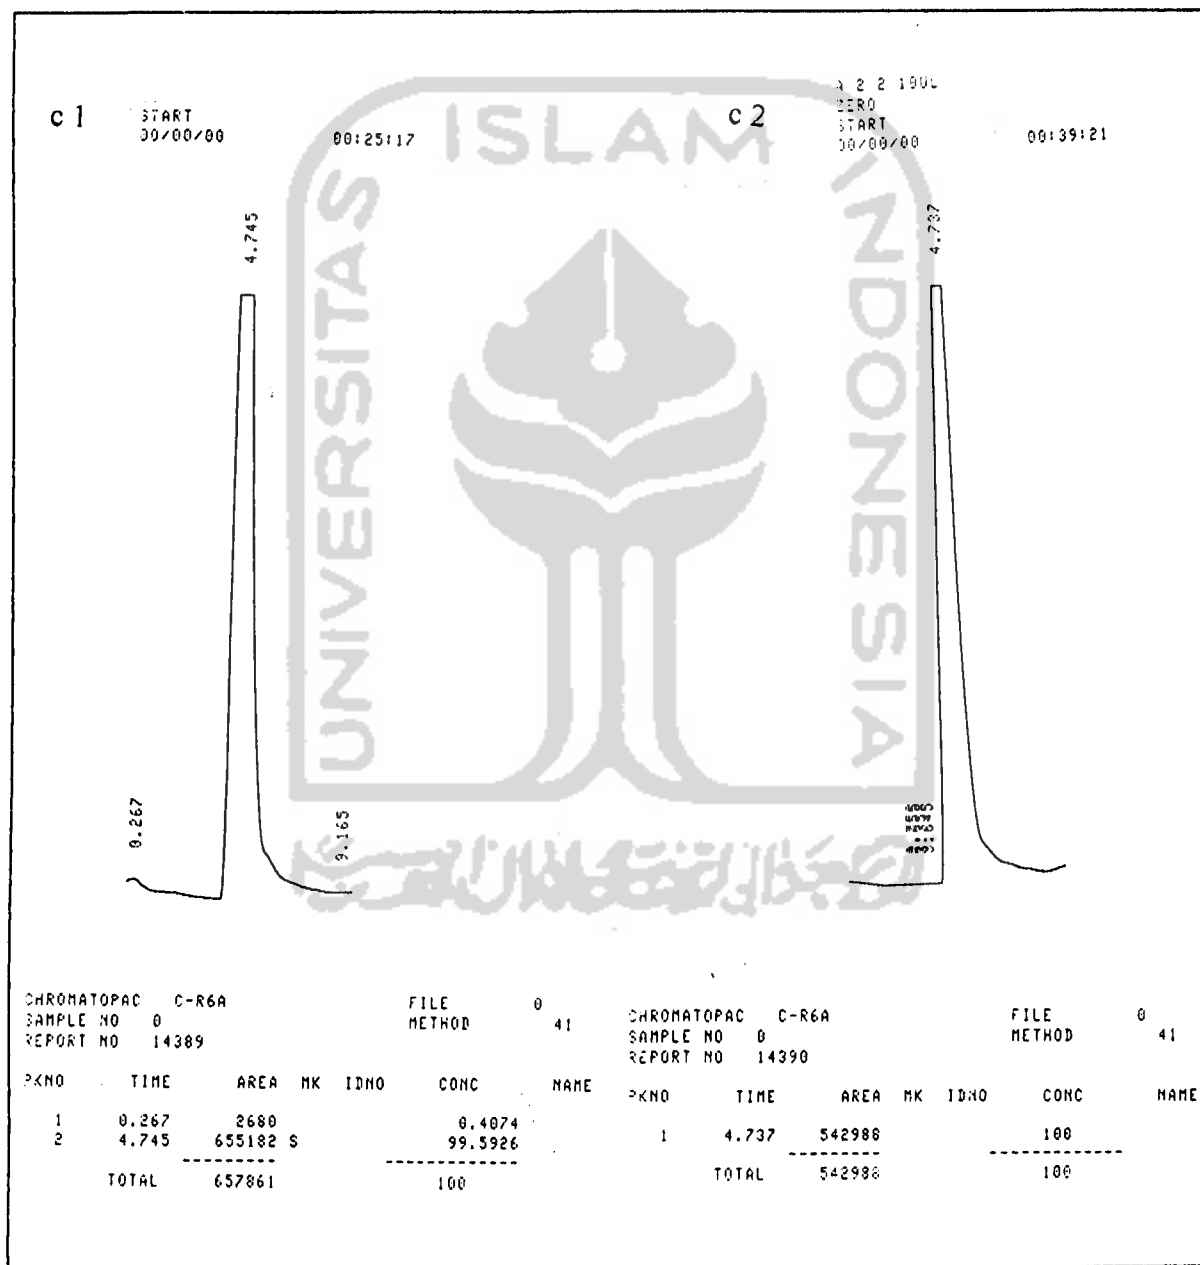 c 1
START
00/00/00 00:25:17
4.745
0.267
9.165
c 2
2 2 10UL
ZERO
START
00/00/00 00:39:21
4.737
UNIVERSITAS
ISLAM
INDONESIA
CHROMATOPAC C-R6A FILE 0
SAMPLE NO 0 METHOD 41
REPORT NO 14389
PKNO TIME AREA MK IDNO CONC NAME
1 0.267 2680 0.4074
2 4.745 655182 S 99.5926
TOTAL 657861 100
CHROMATOPAC C-R6A FILE 0
SAMPLE NO 0 METHOD 41
REPORT NO 14390
PKNO TIME AREA MK IDNO CONC NAME
1 4.737 542988 100
TOTAL 542988 100